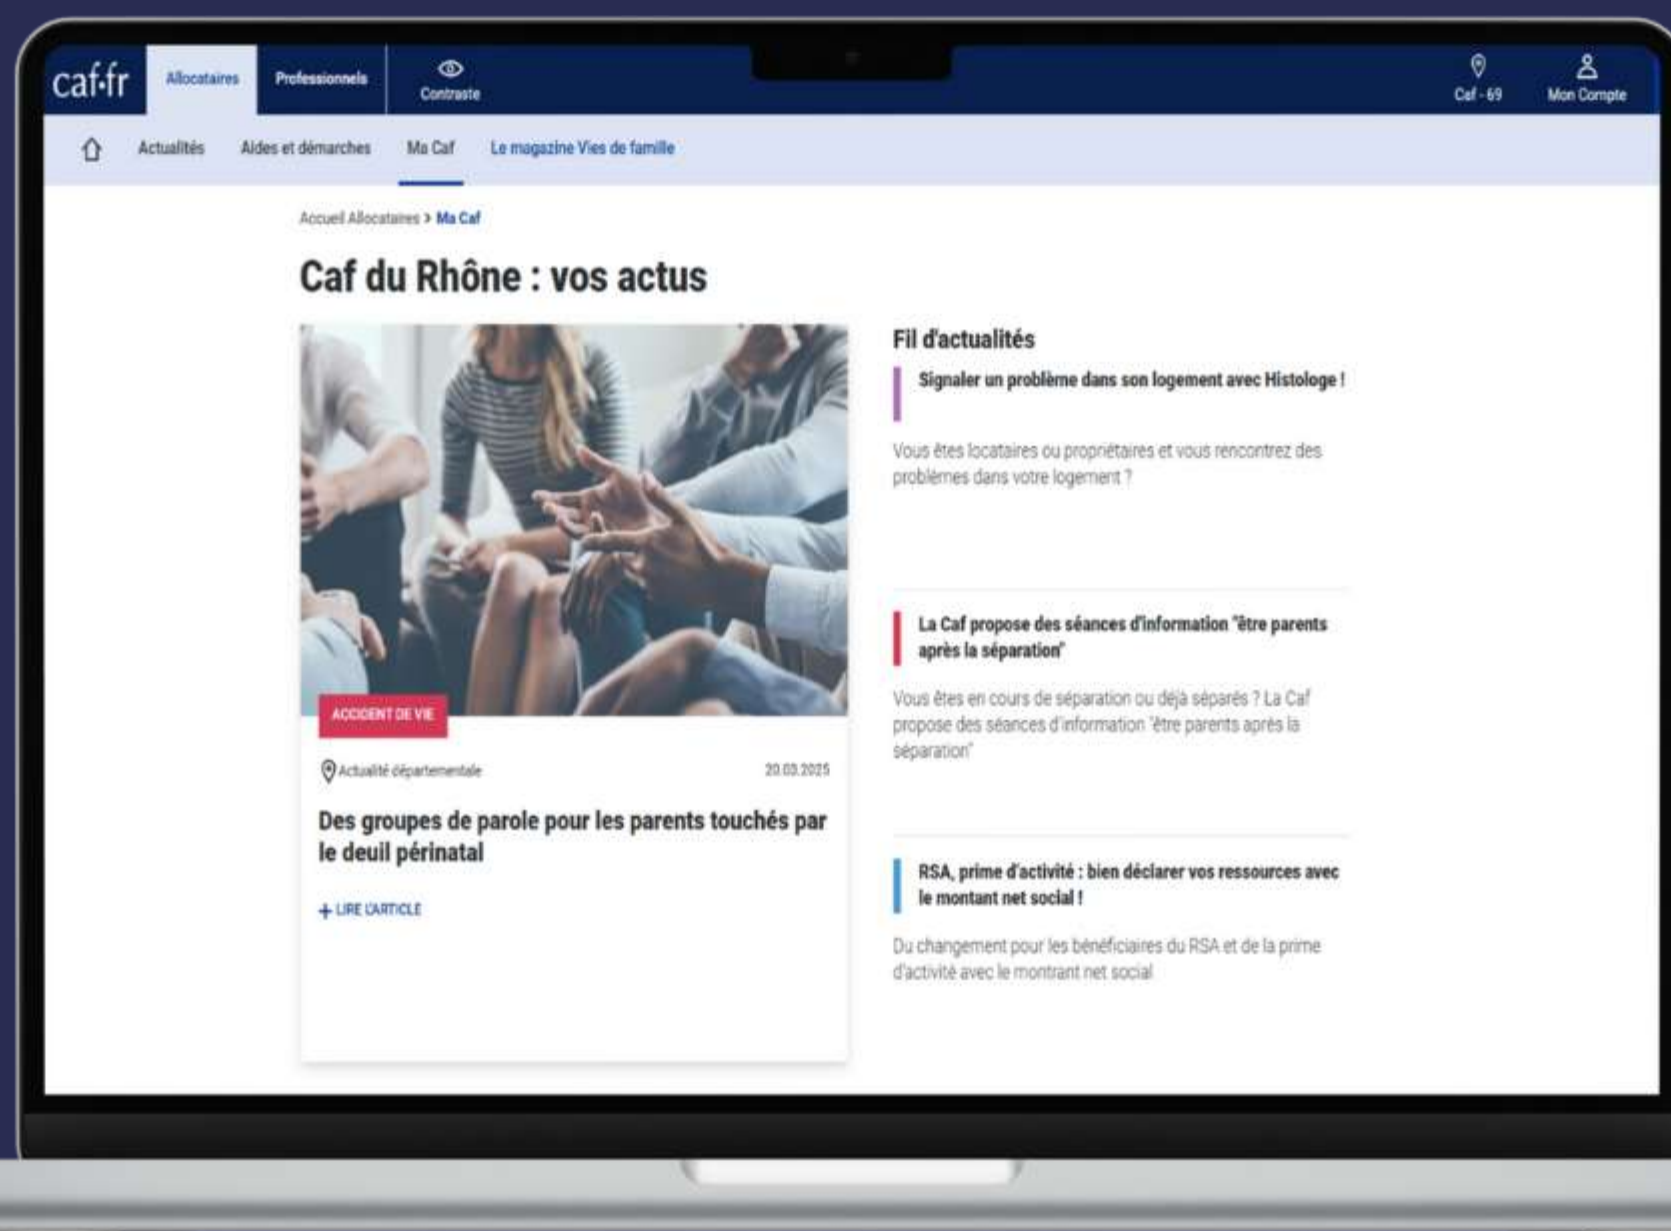 caf•fr
Allocataires
Professionnels
Contraste
Caf - 69
Mon Compte
Actualités
Aides et démarches
Ma Caf
Le magazine Vies de famille
Accueil Allocataires > Ma Caf
Caf du Rhône : vos actus
ACCIDENT DE VIE
Actualité départementale
20.03.2025
Des groupes de parole pour les parents touchés par
le deuil périnatal
+ LIRE L'ARTICLE
Fil d'actualités
Signaler un problème dans son logement avec Histologe !
Vous êtes locataires ou propriétaires et vous rencontrez des
problèmes dans votre logement ?
La Caf propose des séances d'information "être parents
après la séparation"
Vous êtes en cours de séparation ou déjà séparés ? La Caf
propose des séances d'information "être parents après la
séparation"
RSA, prime d'activité : bien déclarer vos ressources avec
le montant net social !
Du changement pour les bénéficiaires du RSA et de la prime
d'activité avec le montrant net social